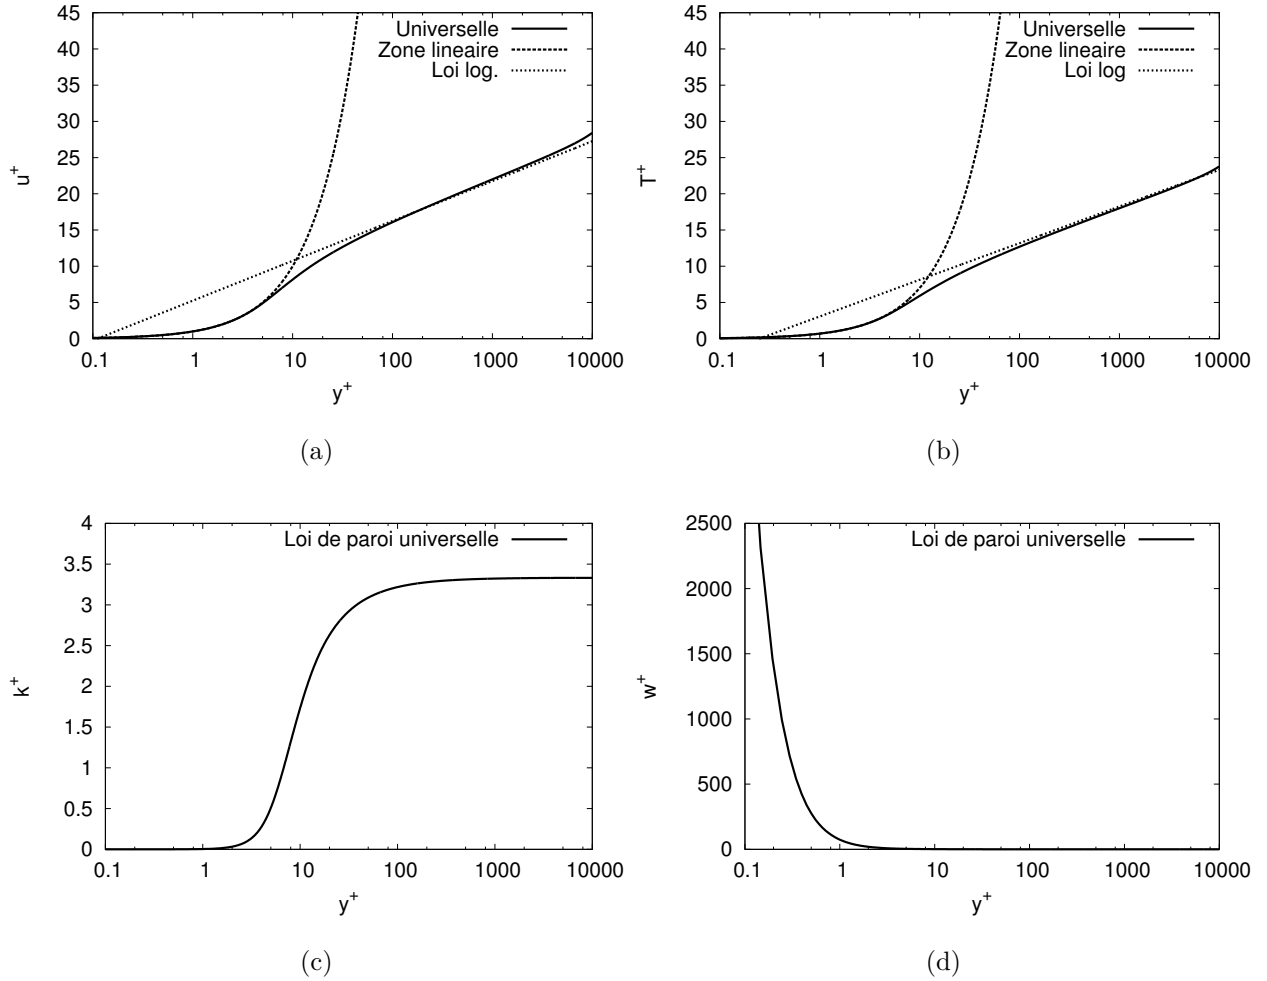 45
40
35
30
25
20
15
10
5
0
0.1 1 10 100 1000 10000
u+
y+
Universelle
Zone lineaire
Loi log.
(a)
45
40
35
30
25
20
15
10
5
0
0.1 1 10 100 1000 10000
T+
y+
Universelle
Zone lineaire
Loi log
(b)
4
3.5
3
2.5
2
1.5
1
0.5
0
0.1 1 10 100 1000 10000
k+
y+
Loi de paroi universelle
(c)
2500
2000
1500
1000
500
0
0.1 1 10 100 1000 10000
w+
y+
Loi de paroi universelle
(d)